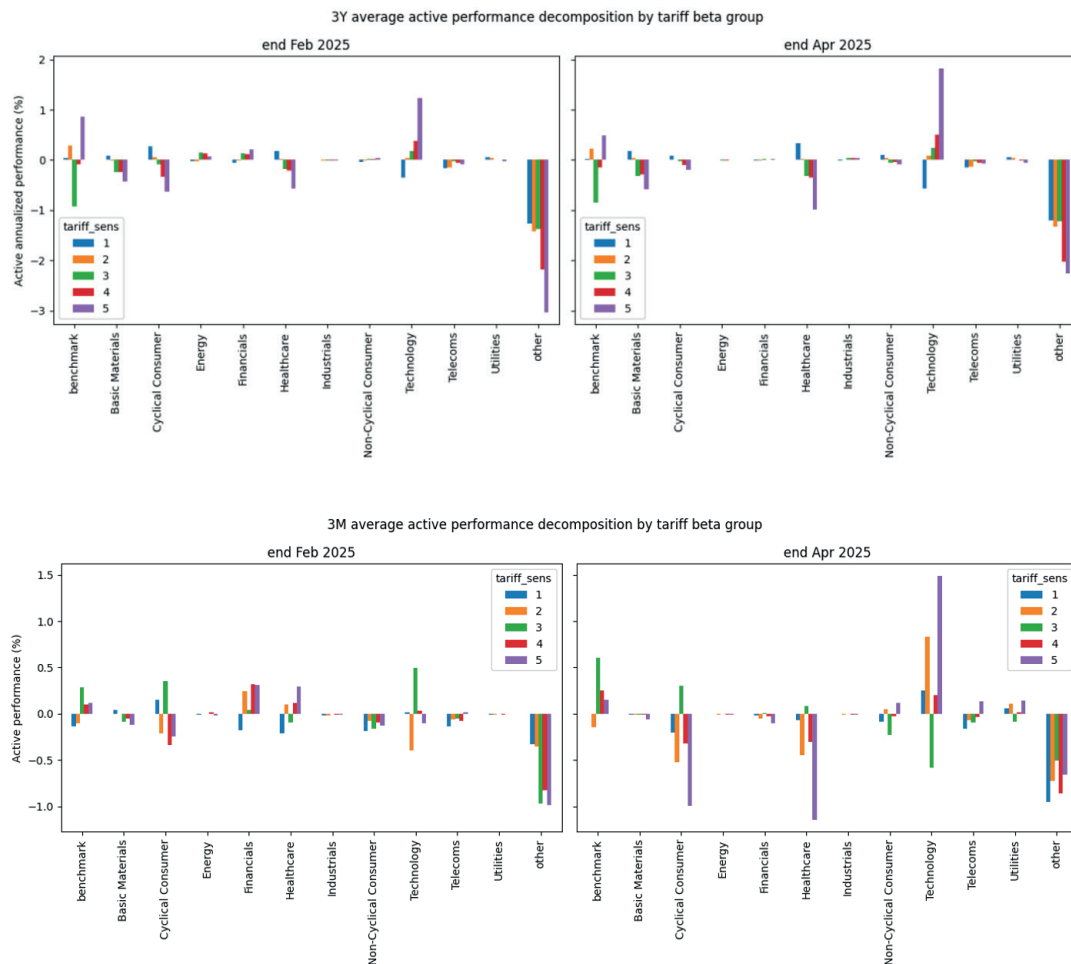 3Y average active performance decomposition by tariff beta group
end Feb 2025
end Apr 2025
Active annualized performance (%)
2
1
0
−1
−2
−3
tariff_sens
1
2
3
4
5
benchmark
Basic Materials
Cyclical Consumer
Energy
Financials
Healthcare
Industrials
Non-Cyclical Consumer
Technology
Telecoms
Utilities
other
tariff_sens
1
2
3
4
5
benchmark
Basic Materials
Cyclical Consumer
Energy
Financials
Healthcare
Industrials
Non-Cyclical Consumer
Technology
Telecoms
Utilities
other
3M average active performance decomposition by tariff beta group
end Feb 2025
end Apr 2025
Active performance (%)
1.5
1.0
0.5
0.0
−0.5
−1.0
tariff_sens
1
2
3
4
5
benchmark
Basic Materials
Cyclical Consumer
Energy
Financials
Healthcare
Industrials
Non-Cyclical Consumer
Technology
Telecoms
Utilities
other
tariff_sens
1
2
3
4
5
benchmark
Basic Materials
Cyclical Consumer
Energy
Financials
Healthcare
Industrials
Non-Cyclical Consumer
Technology
Telecoms
Utilities
other